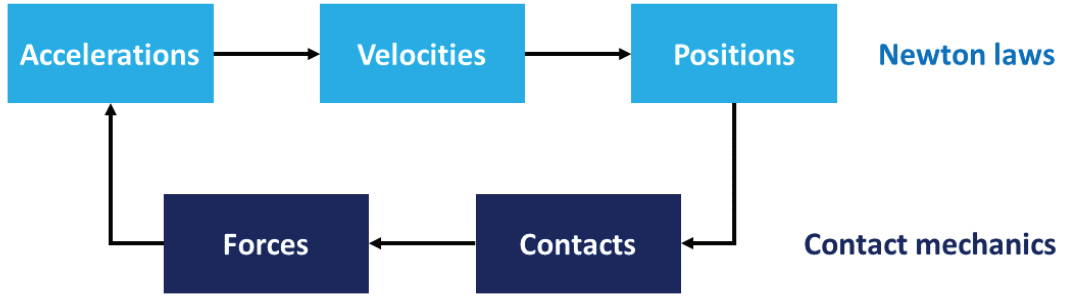 Accelerations
Velocities
Positions
Newton laws
Forces
Contacts
Contact mechanics